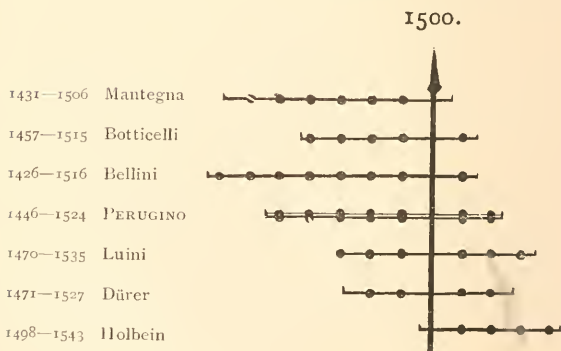 1500.
1431—1506 Mantegna
1457—1515 Botticelli
1426—1516 Bellini
1446—1524 PERUGINO
1470—1535 Luini
1471—1527 Dürer
1498—1543 Holbein